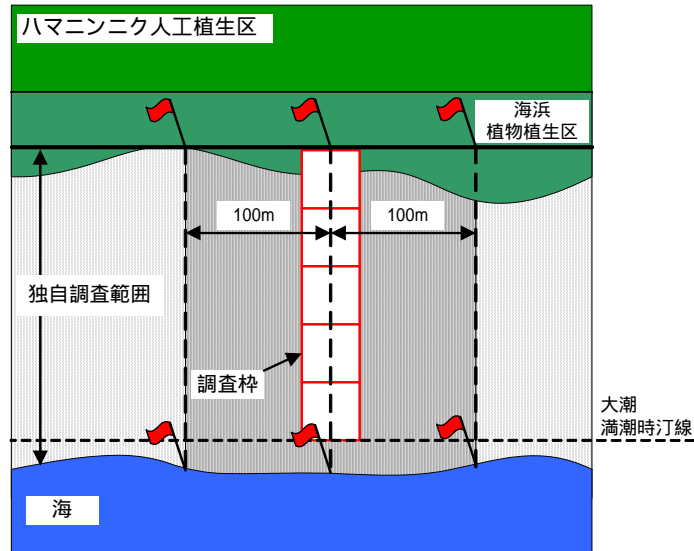 ハマニンニク人工植生区
海浜
植物植生区
100m
100m
独自調査範囲
調査枠
大潮
満潮時汀線
海